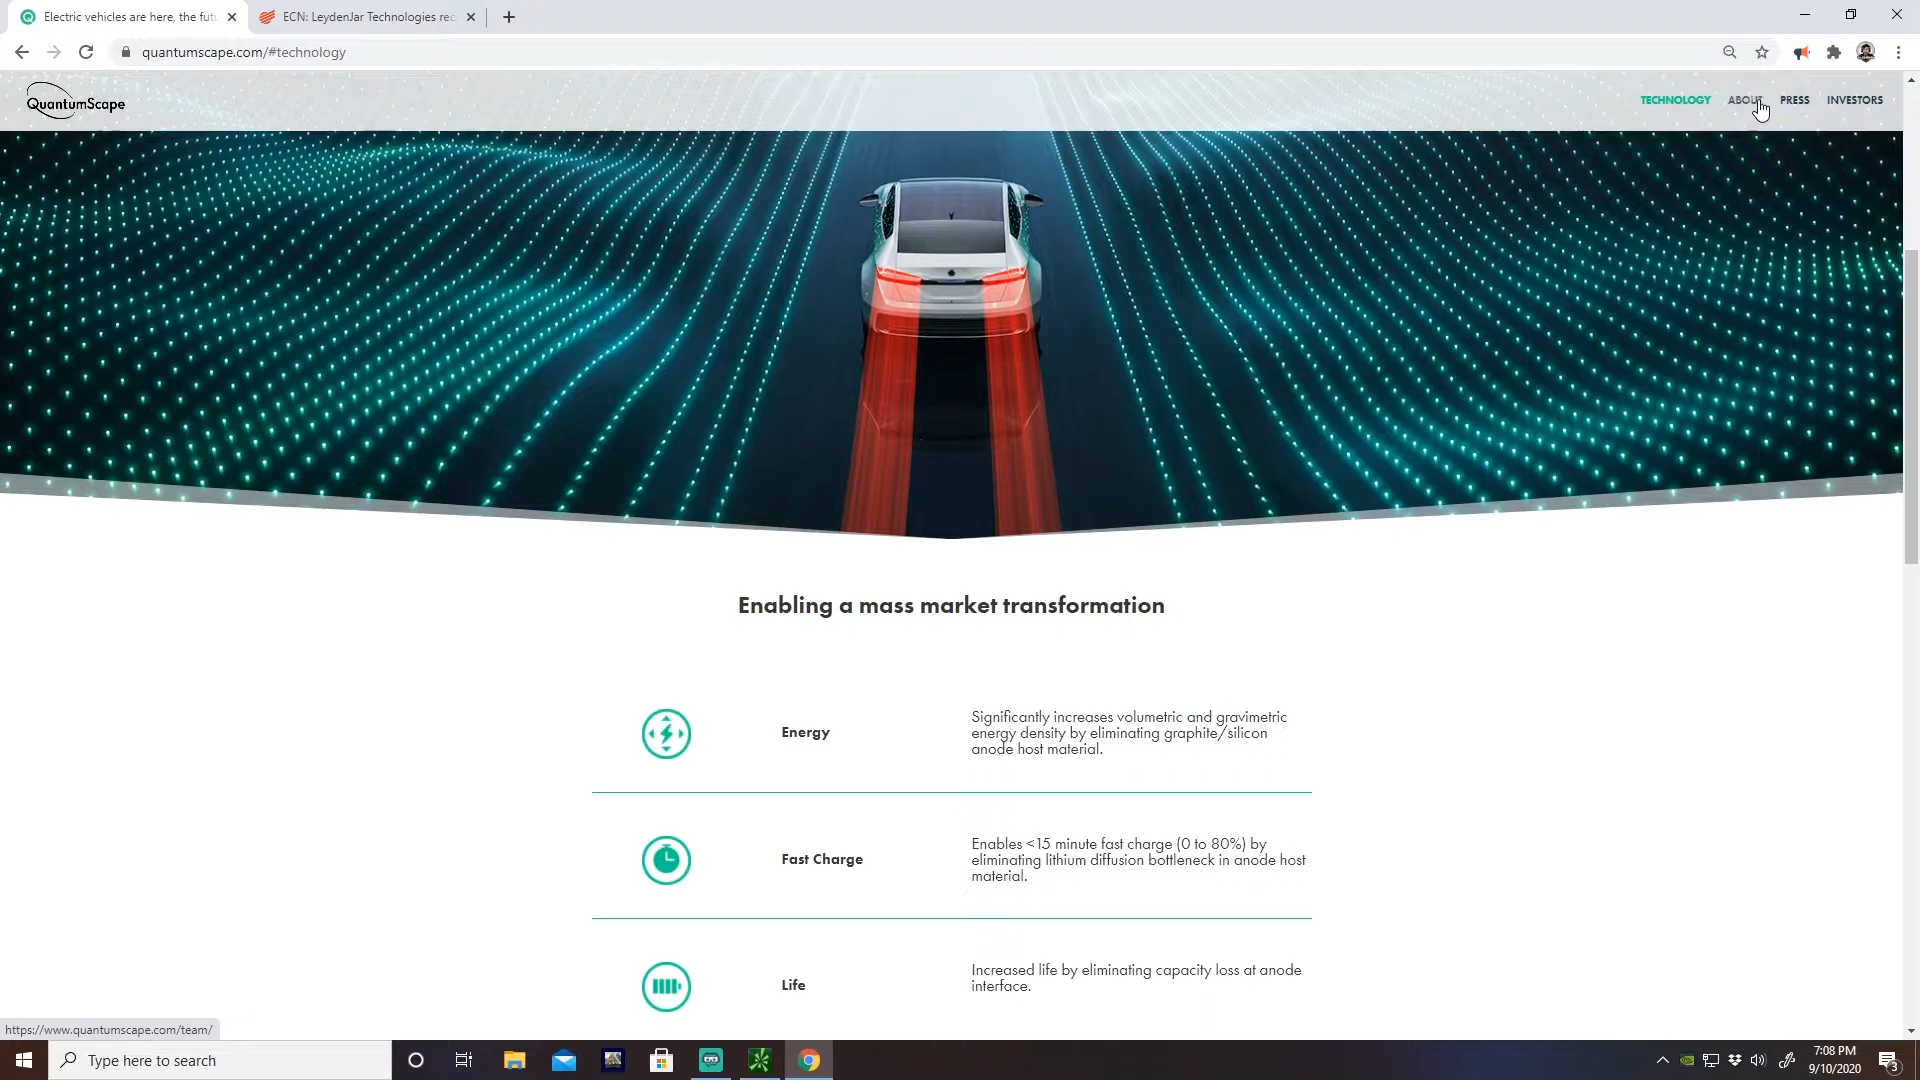 Electric vehicles are here, the fut
ECN: LeydenJar Technologies rec
quantumscape.com/#technology
QuantumScape
TECHNOLOGY
ABOUT
PRESS
INVESTORS
Enabling a mass market transformation
Energy
Significantly increases volumetric and gravimetric
energy density by eliminating graphite/silicon
anode host material.
Fast Charge
Enables <15 minute fast charge (0 to 80%) by
eliminating lithium diffusion bottleneck in anode host
material.
Life
Increased life by eliminating capacity loss at anode
interface.
https://www.quantumscape.com/team/
Type here to search
7:08 PM
9/10/2020
3